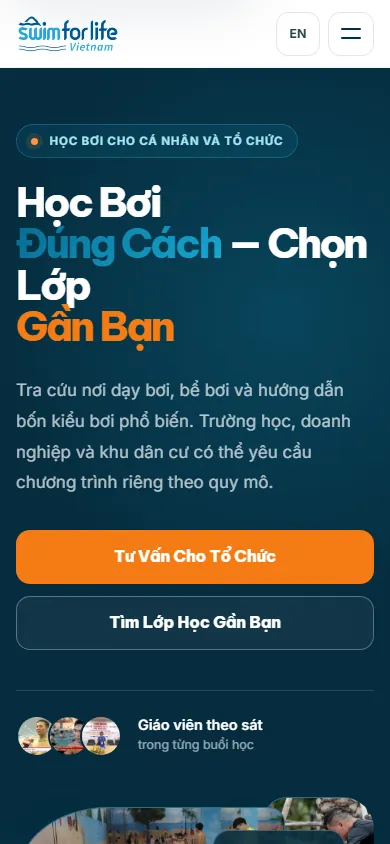 swimforlife
Vietnam
EN
HỌC BƠI CHO CÁ NHÂN VÀ TỔ CHỨC
Học Bơi
Đúng Cách – Chọn
Lớp
Gần Bạn
Tra cứu nơi dạy bơi, bể bơi và hướng dẫn
bốn kiểu bơi phổ biến. Trường học, doanh
nghiệp và khu dân cư có thể yêu cầu
chương trình riêng theo quy mô.
Tư Vấn Cho Tổ Chức
Tìm Lớp Học Gần Bạn
Giáo viên theo sát
trong từng buổi học